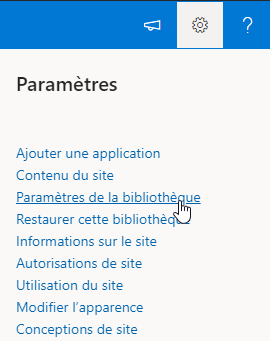 Paramètres
Ajouter une application
Contenu du site
Paramètres de la bibliothèque
Restaurer cette bibliothèque
Informations sur le site
Autorisations de site
Utilisation du site
Modifier l'apparence
Conceptions de site